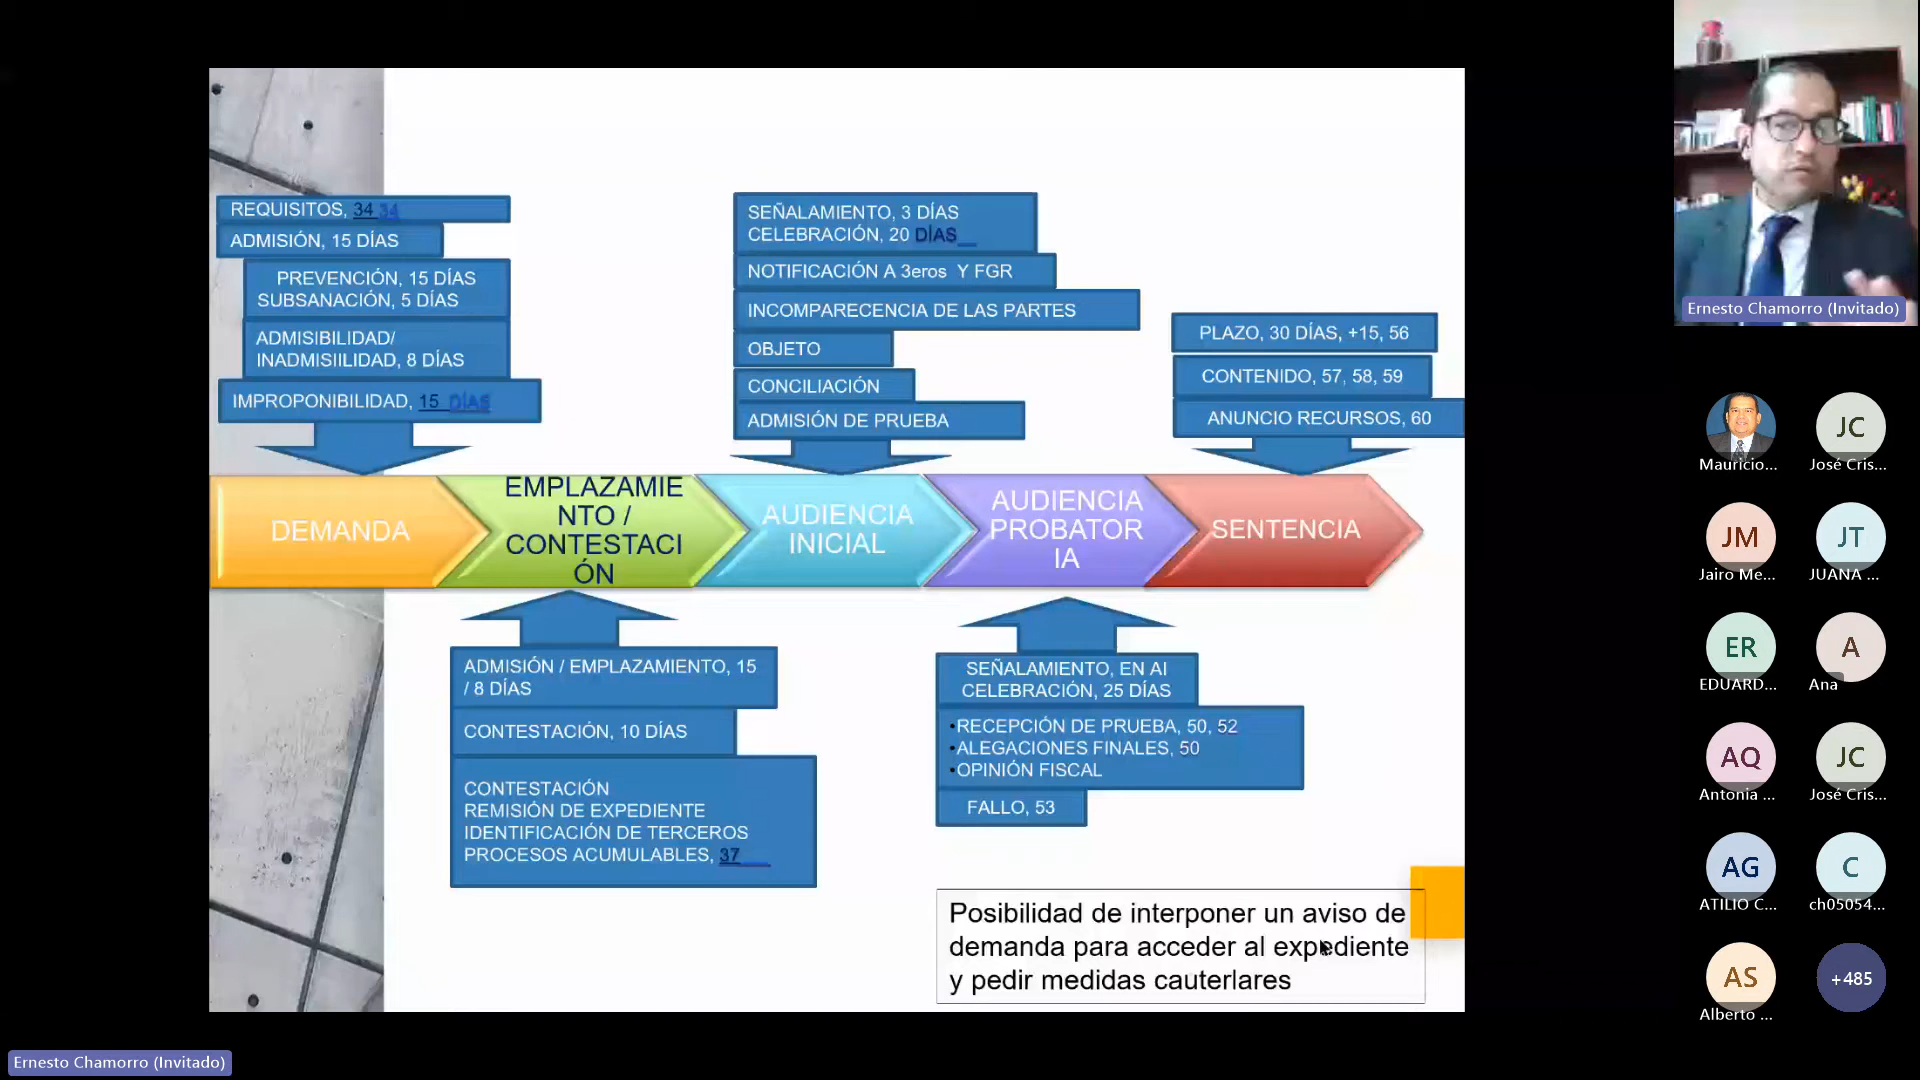 REQUISITOS, 34 34
ADMISIÓN, 15 DÍAS
PREVENCIÓN, 15 DÍAS
SUBSANACIÓN, 5 DÍAS
ADMISIBILIDAD/
INADMISIILIDAD, 8 DÍAS
IMPROPONIBILIDAD, 15 DÍAS
SEÑALAMIENTO, 3 DÍAS
CELEBRACIÓN, 20 DÍAS
NOTIFICACIÓN A 3eros Y FGR
INCOMPARECENCIA DE LAS PARTES
OBJETO
CONCILIACIÓN
ADMISIÓN DE PRUEBA
PLAZO, 30 DÍAS, +15, 56
CONTENIDO, 57, 58, 59
ANUNCIO RECURSOS, 60
DEMANDA
EMPLAZAMIE
NTO /
CONTESTACI
ÓN
AUDIENCIA
INICIAL
AUDIENCIA
PROBATOR
IA
SENTENCIA
ADMISIÓN / EMPLAZAMIENTO, 15
/ 8 DÍAS
CONTESTACIÓN, 10 DÍAS
CONTESTACIÓN
REMISIÓN DE EXPEDIENTE
IDENTIFICACIÓN DE TERCEROS
PROCESOS ACUMULABLES, 37
SEÑALAMIENTO, EN AI
CELEBRACIÓN, 25 DÍAS
•RECEPCIÓN DE PRUEBA, 50, 52
•ALEGACIONES FINALES, 50
•OPINIÓN FISCAL
FALLO, 53
Posibilidad de interponer un aviso de
demanda para acceder al expediente
y pedir medidas cauterlares
Ernesto Chamorro (Invitado)
Mauricio...
JC
José Cris...
JM
Jairo Me...
JT
JUANA ...
ER
EDUARD...
A
Ana
AQ
Antonia ...
JC
José Cris...
AG
ATILIO C...
C
ch05054...
AS
Alberto ...
+485
Ernesto Chamorro (Invitado)